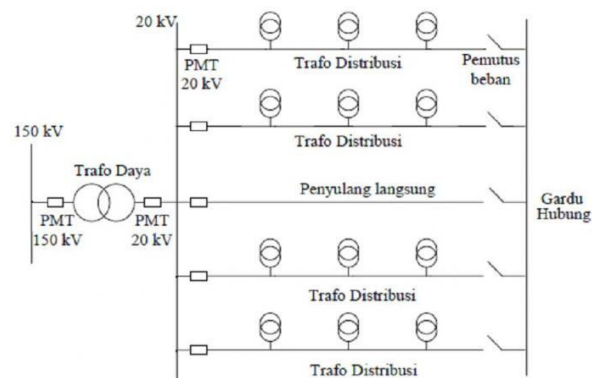 20 kV
PMT
20 kV
Trafo Distribusi
Pemutus
beban
150 kV
Trafo Daya
Trafo Distribusi
PMT
150 kV
PMT
20 kV
Penyulang langsung
Gardu
Hubung
Trafo Distribusi
Trafo Distribusi